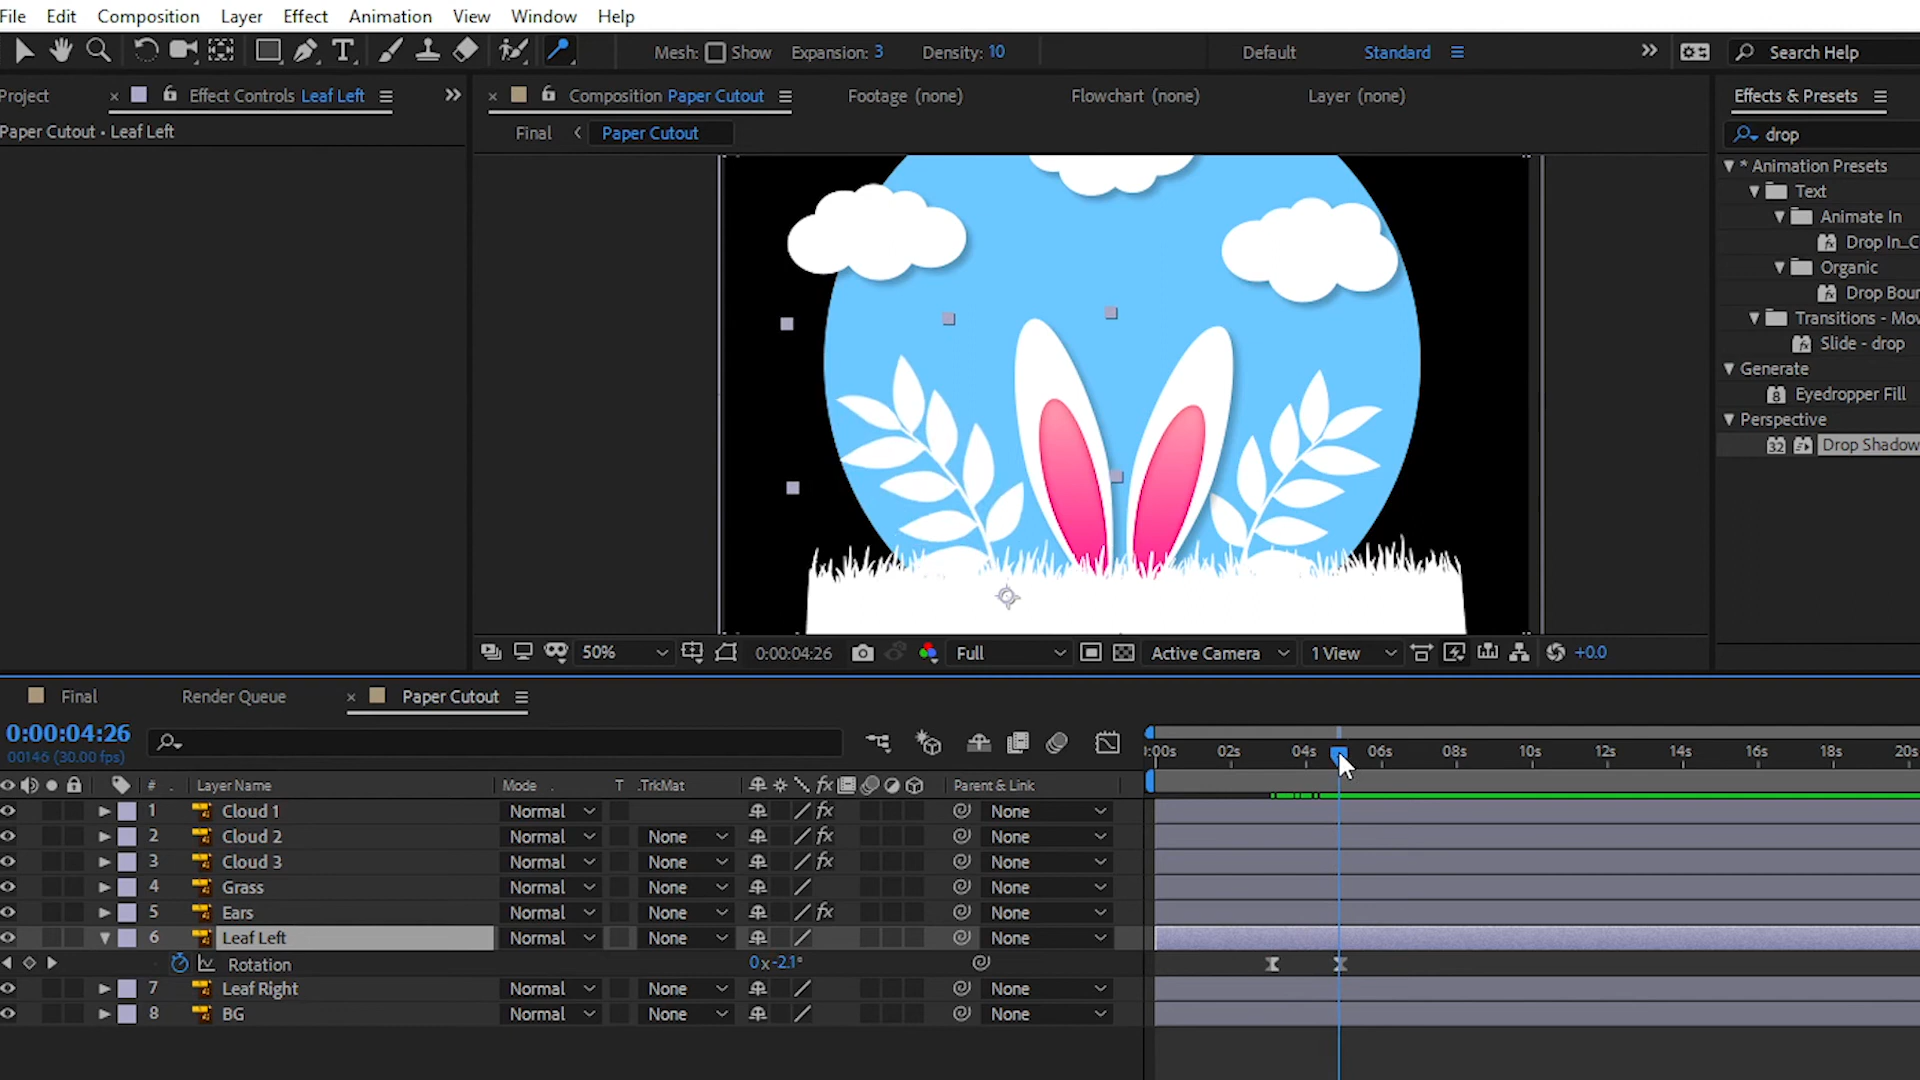 File Edit Composition Layer Effect Animation View Window Help
Mesh: Show Expansion: 3 Density: 10 Default Standard Search Help
Project Effect Controls Leaf Left Composition Paper Cutout Footage (none) Flowchart (none) Layer (none) Effects & Presets
Paper Cutout • Leaf Left Final Paper Cutout drop
* Animation Presets
Text
Animate In
Drop In_C
Organic
Drop Boun
Transitions - Mov
Slide - drop
Generate
8 Eyedropper Fill
Perspective
32 Drop Shadow
50% 0:00:04:26 Full Active Camera 1 View +0.0
Final Render Queue Paper Cutout
0:00:04:26
00146 (30.00 fps)
:00s 02s 04s 06s 08s 10s 12s 14s 16s 18s 20s
# Layer Name Mode T .TrkMat fx Parent & Link
1 Cloud 1 Normal fx None
2 Cloud 2 Normal None fx None
3 Cloud 3 Normal None fx None
4 Grass Normal None None
5 Ears Normal None fx None
6 Leaf Left Normal None None
Rotation 0x-2.1°
7 Leaf Right Normal None None
8 BG Normal None None